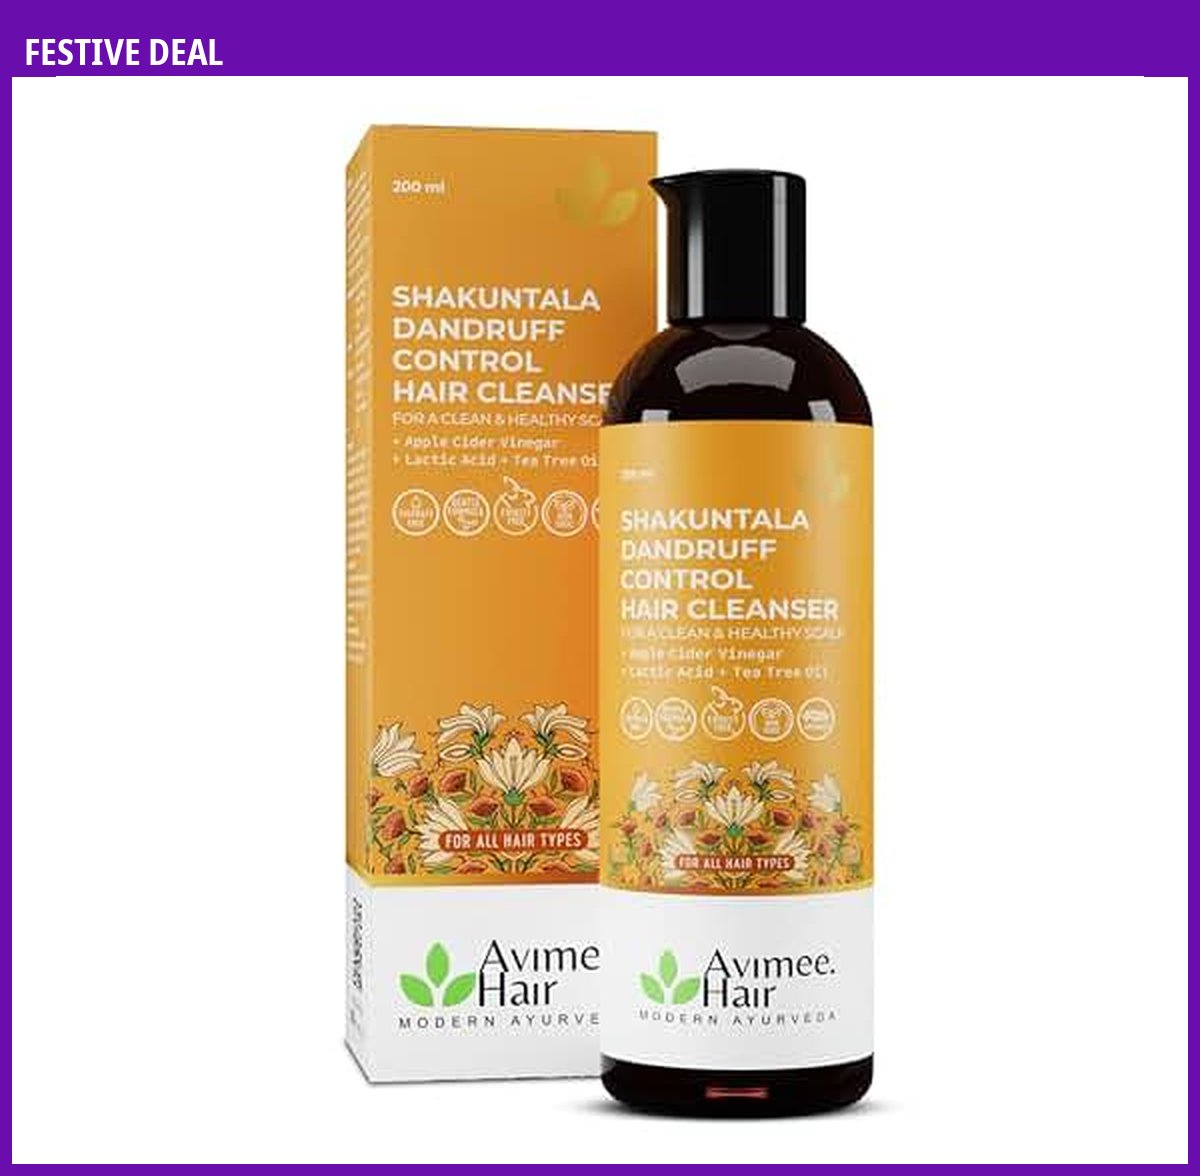 FESTIVE DEAL
200 ml
SHAKUNTALA
DANDRUFF
CONTROL
HAIR CLEANSE
FOR A CLEAN & HEALTHY SCA
+ Apple Cider Vinegar
+ Lactic Acid + Tea Tree Oi
FOR ALL HAIR TYPES
Avime
Hair
MODERN AYURVE
SHAKUNTALA
DANDRUFF
CONTROL
HAIR CLEANSER
FOR A CLEAN & HEALTHY SCALP
+ Apple Cider Vinegar
+ Lactic Acid + Tea Tree Oil
FOR ALL HAIR TYPES
Avimee.
Hair
MODERN AYURVEDA